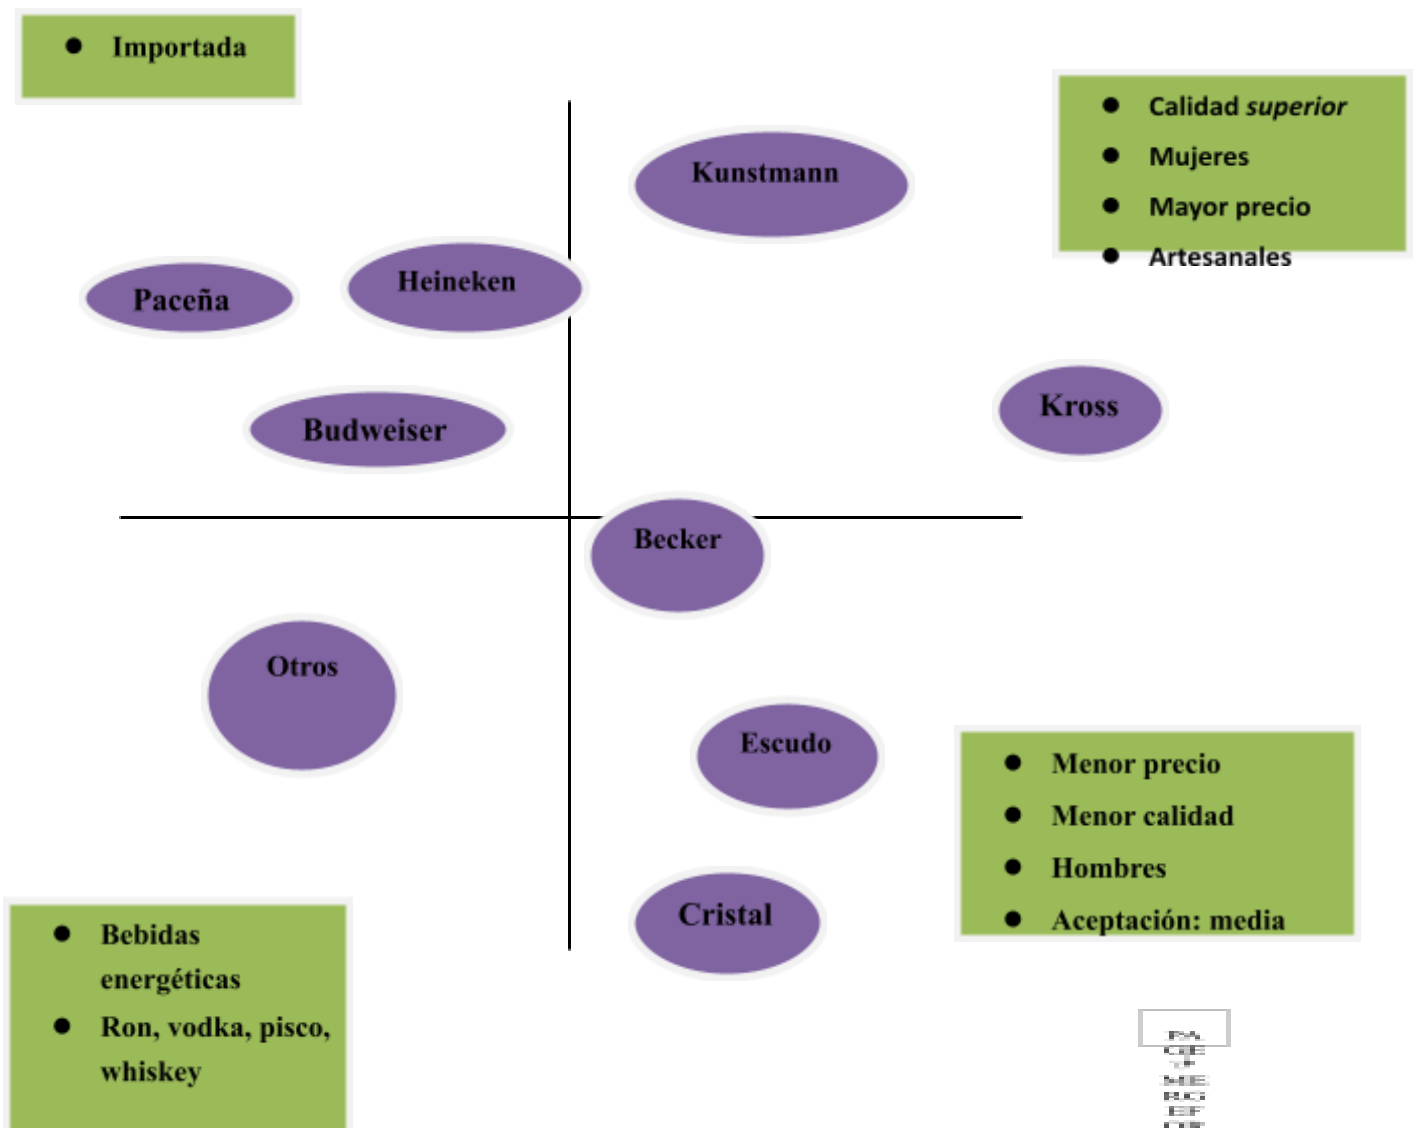 ● Importada
● Calidad superior
● Mujeres
● Mayor precio
● Artesanales
Kunstmann
Heineken
Paceña
Kross
Budweiser
Becker
Otros
Escudo
Cristal
● Menor precio
● Menor calidad
● Hombres
● Aceptación: media
● Bebidas
energéticas
● Ron, vodka, pisco,
whiskey